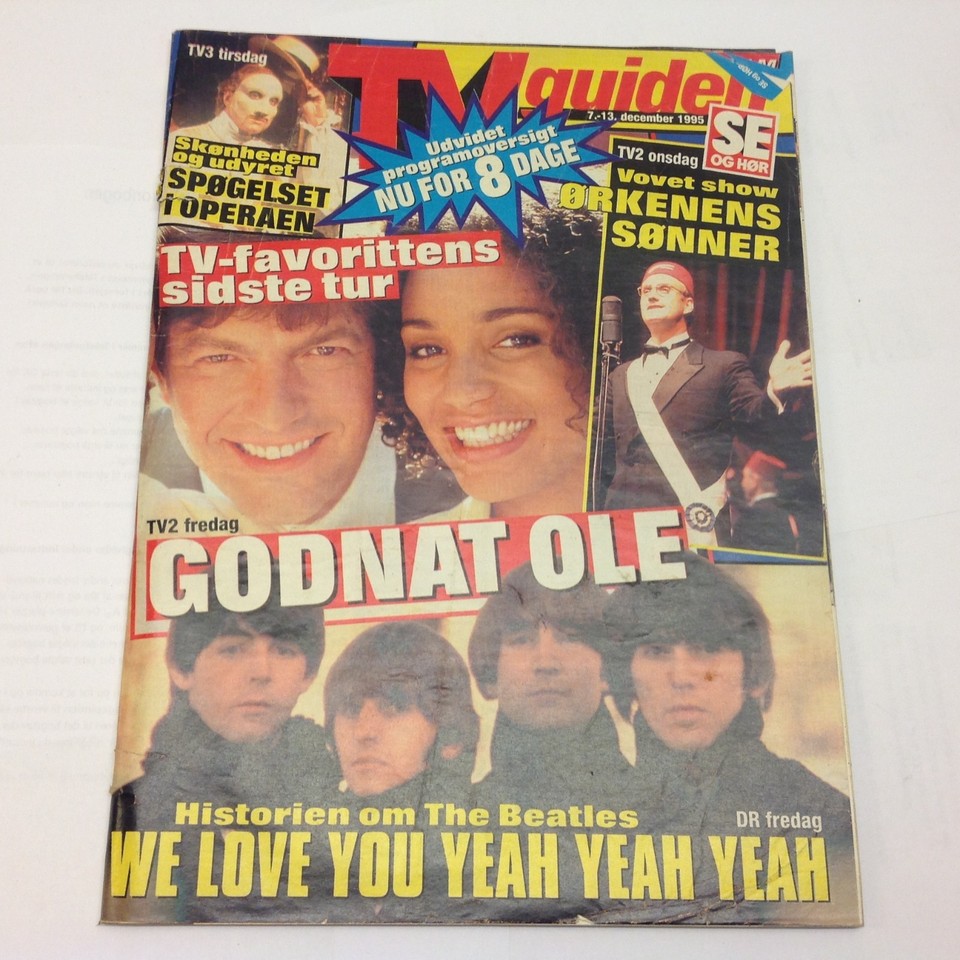 TV3 tirsdag
Skønheden
og udyret
SPØGELSET
I OPERAEN
TVguiden
7.-13. december 1995
SE
OG HØR
Udvidet
programoversigt
NU FOR 8 DAGE
TV2 onsdag
Vovet show
ØRKENENS
SØNNER
TV-favorittens
sidste tur
TV2 fredag
GODNAT OLE
Historien om The Beatles
DR fredag
WE LOVE YOU YEAH YEAH YEAH